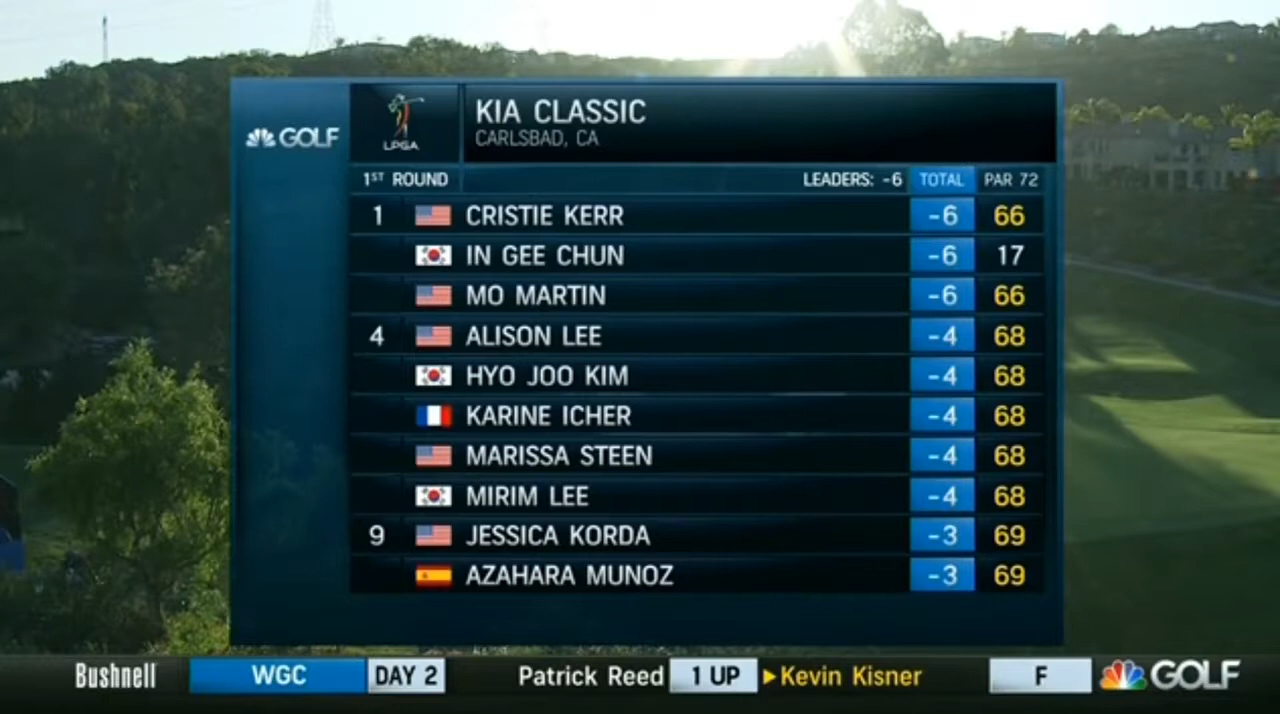 GOLF
LPGA
KIA CLASSIC
CARLSBAD, CA
1ST ROUND LEADERS: -6 TOTAL PAR 72
1 CRISTIE KERR -6 66
IN GEE CHUN -6 17
MO MARTIN -6 66
4 ALISON LEE -4 68
HYO JOO KIM -4 68
KARINE ICHER -4 68
MARISSA STEEN -4 68
MIRIM LEE -4 68
9 JESSICA KORDA -3 69
AZAHARA MUNOZ -3 69
Bushnell WGC DAY 2 Patrick Reed 1 UP Kevin Kisner F GOLF